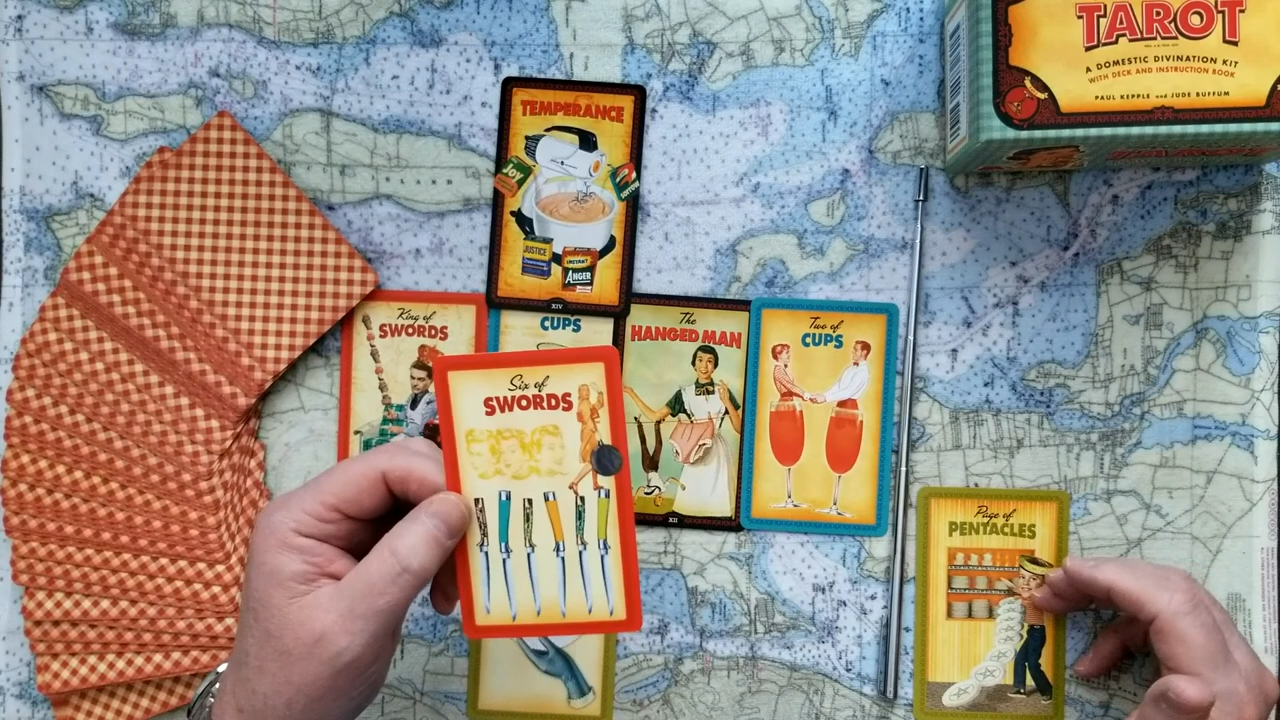 TAROT
A DOMESTIC DIVINATION KIT
WITH DECK AND INSTRUCTION BOOK
PAUL KEPPLE and JUDE BUFFUM
TEMPERANCE
JOY
SORROW
JUSTICE
INSTANT
ANGER
XIV
King of
SWORDS
CUPS
The
HANGED MAN
XII
Two of
CUPS
Six of
SWORDS
Page of
PENTACLES